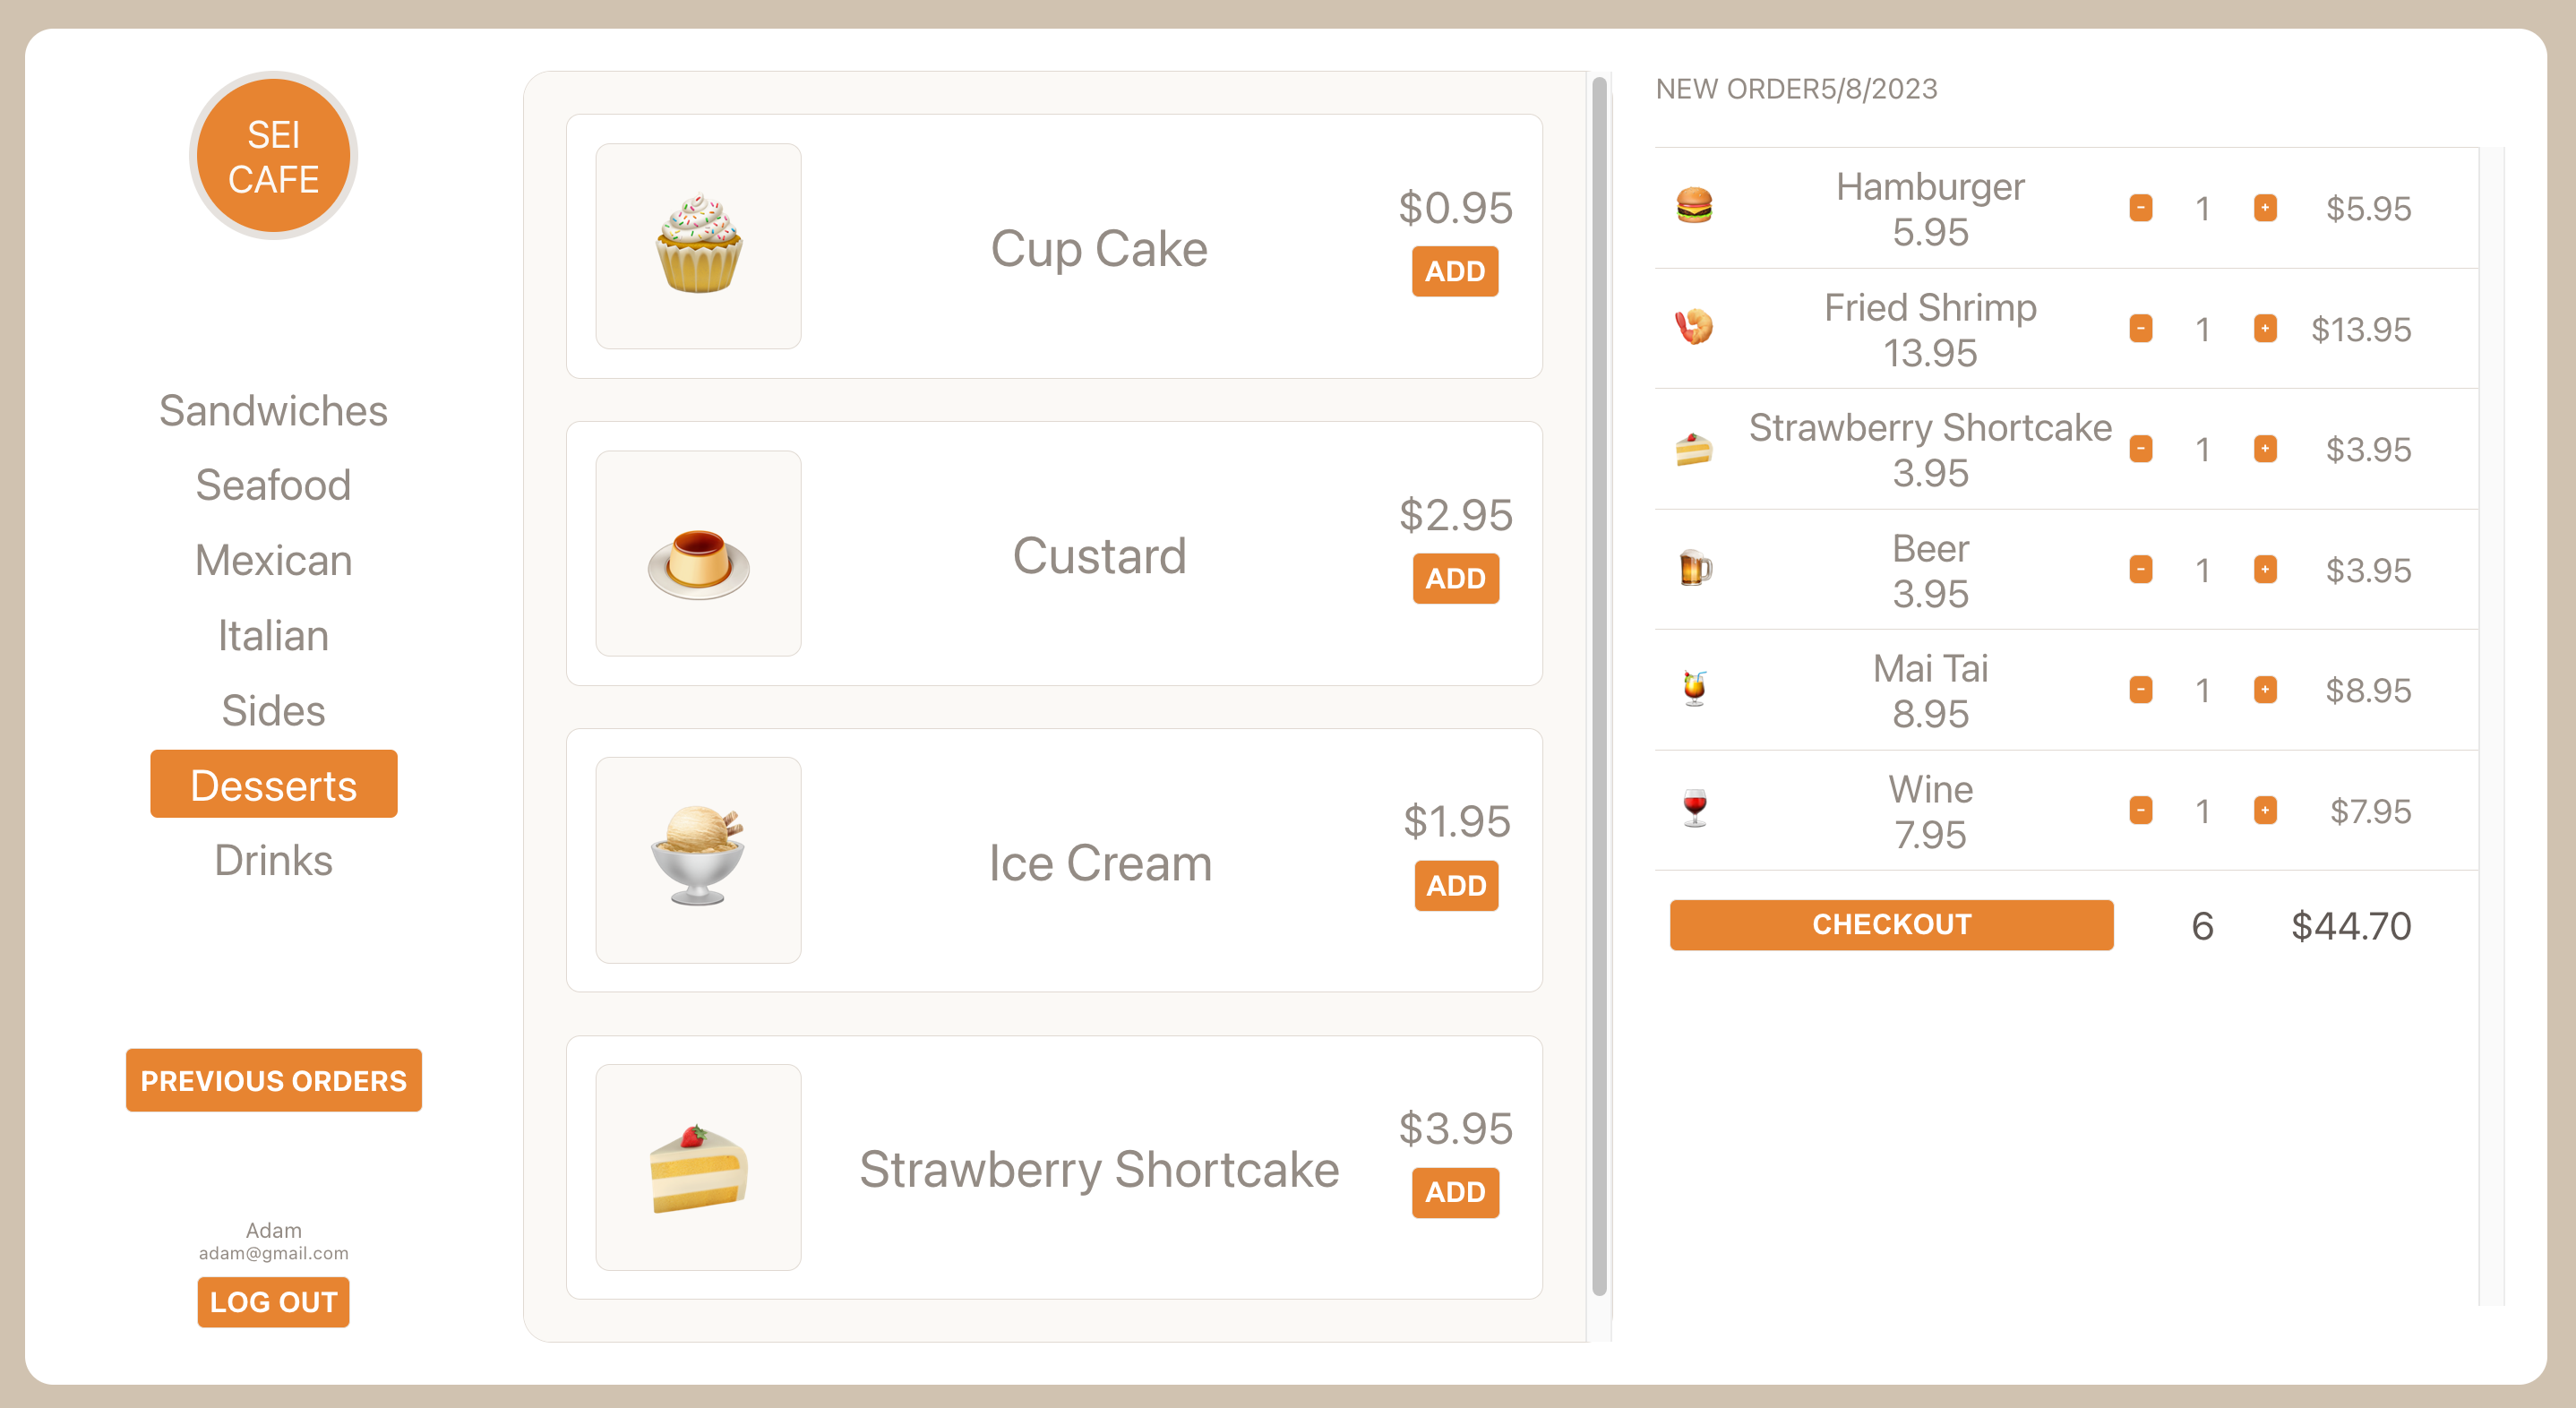 SEI
CAFE
Sandwiches
Seafood
Mexican
Italian
Sides
Desserts
Drinks
PREVIOUS ORDERS
Adam
adam@gmail.com
LOG OUT
Cup Cake
$0.95
ADD
Custard
$2.95
ADD
Ice Cream
$1.95
ADD
Strawberry Shortcake
$3.95
ADD
NEW ORDER5/8/2023
Hamburger
5.95
- 1 + $5.95
Fried Shrimp
13.95
- 1 + $13.95
Strawberry Shortcake
3.95
- 1 + $3.95
Beer
3.95
- 1 + $3.95
Mai Tai
8.95
- 1 + $8.95
Wine
7.95
- 1 + $7.95
CHECKOUT 6 $44.70